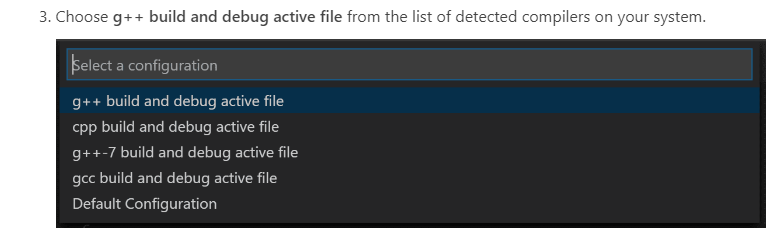 3. Choose g++ build and debug active file from the list of detected compilers on your system.
Select a configuration
g++ build and debug active file
cpp build and debug active file
g++-7 build and debug active file
gcc build and debug active file
Default Configuration